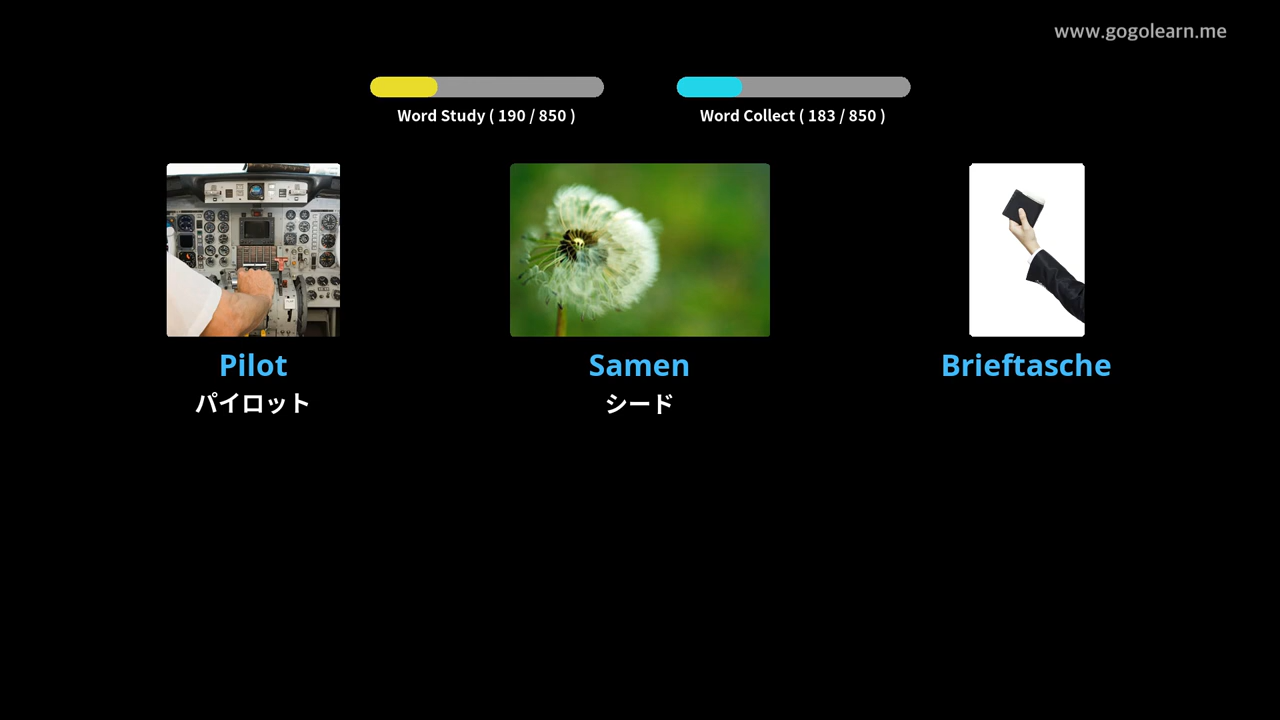 www.gogolearn.me
Word Study ( 190 / 850 )
Word Collect ( 183 / 850 )
Pilot
パイロット
Samen
シード
Brieftasche